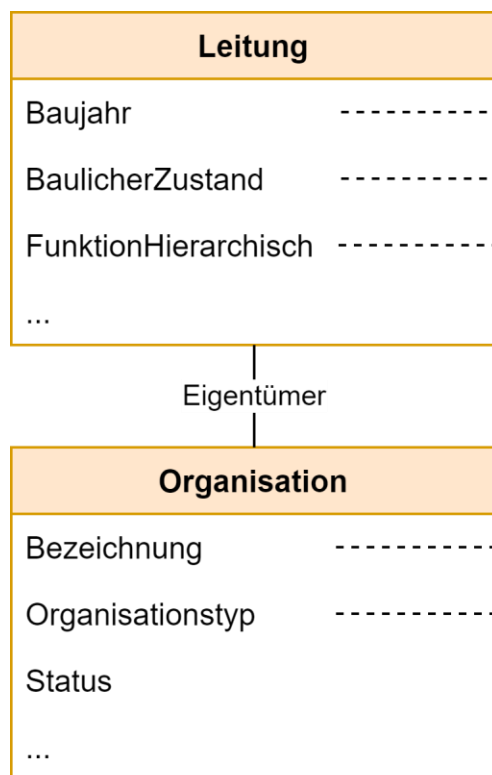 Leitung
Baujahr
BaulicherZustand
FunktionHierarchisch
...
Eigentümer
Organisation
Bezeichnung
Organisationstyp
Status
...